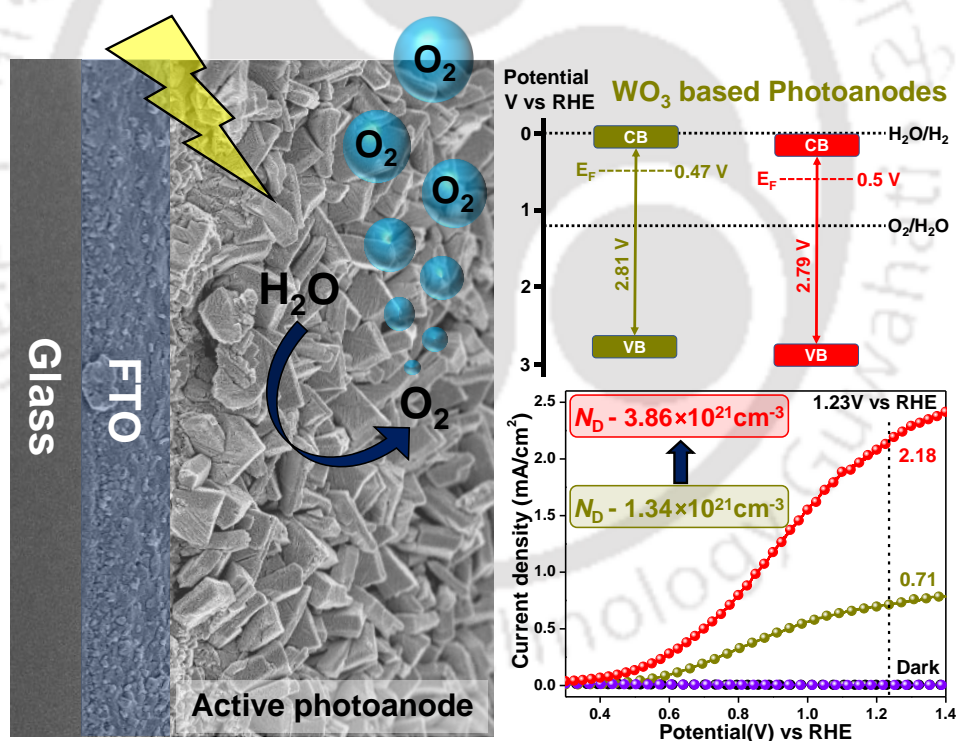 O2
O2
O2
H2O
O2
Glass
FTO
Active photoanode
Potential
V vs RHE
WO3 based Photoanodes
0
1
2
3
CB
CB
H2O/H2
EF
0.47 V
EF
0.5 V
O2/H2O
2.81 V
2.79 V
VB
VB
Current density (mA/cm2)
2.5
2.0
1.5
1.0
0.5
0.0
ND - 3.86×10²¹cm⁻³
ND - 1.34×10²¹cm⁻³
1.23V vs RHE
2.18
0.71
Dark
0.4 0.6 0.8 1.0 1.2 1.4
Potential(V) vs RHE